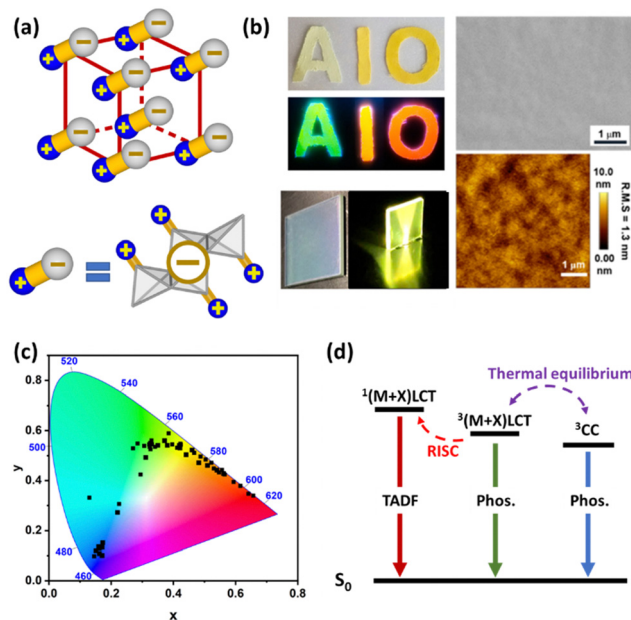 (a)
+ −
+ −
+ −
+ −
+ −
+ −
+ −
+ −
+ − = + + − + +
(b)
AIO
AIO
1 μm
10.0
nm
0.00
nm
R.M.S = 1.3 nm
1 μm
(c)
520
540
560
580
600
620
500
480
460
0.8
0.6
0.4
0.2
0.0
y
0.0 0.2 0.4 0.6 0.8
x
(d)
Thermal equilibrium
¹(M+X)LCT
³(M+X)LCT
³CC
RISC
TADF
Phos.
Phos.
S₀